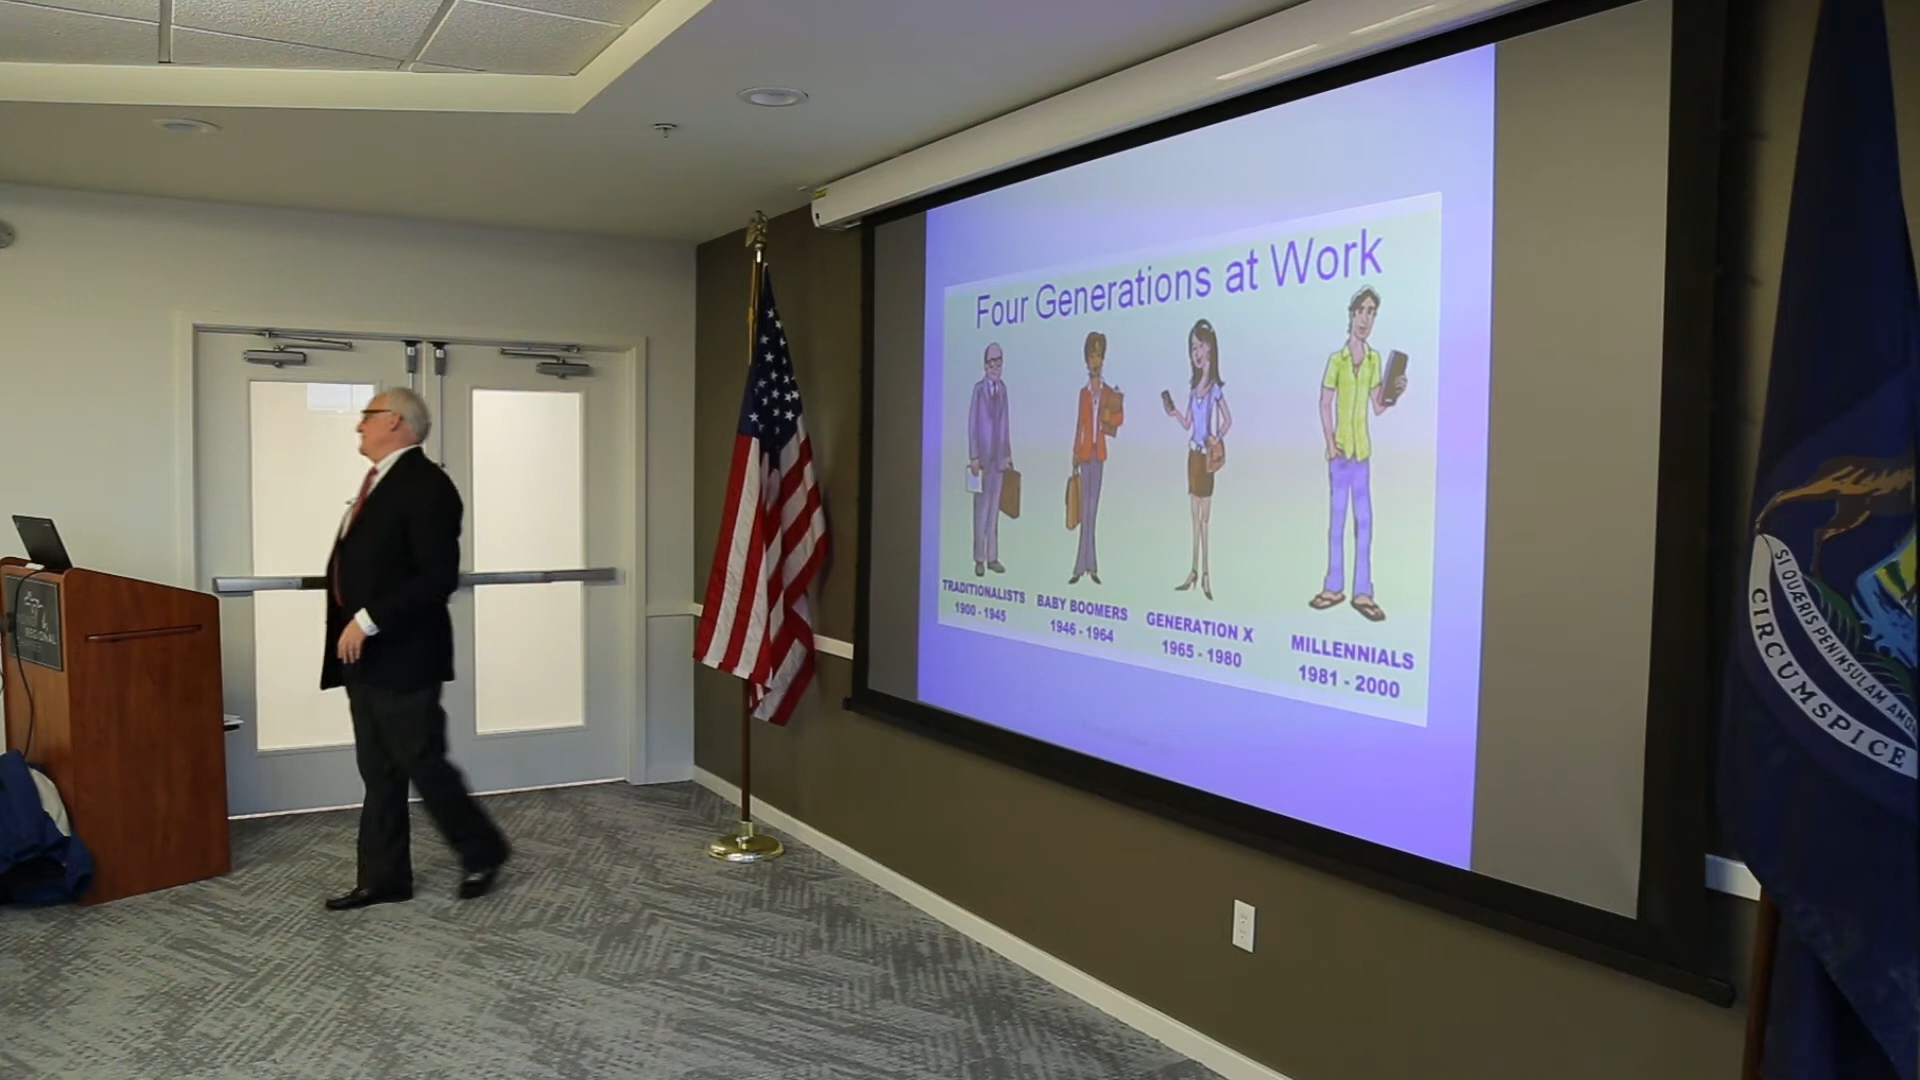 Four Generations at Work
TRADITIONALISTS
1900 - 1945
BABY BOOMERS
1946 - 1964
GENERATION X
1965 - 1980
MILLENNIALS
1981 - 2000
REGIONAL
SI QUÆRIS PENINSULAM
CIRCUMSPICE